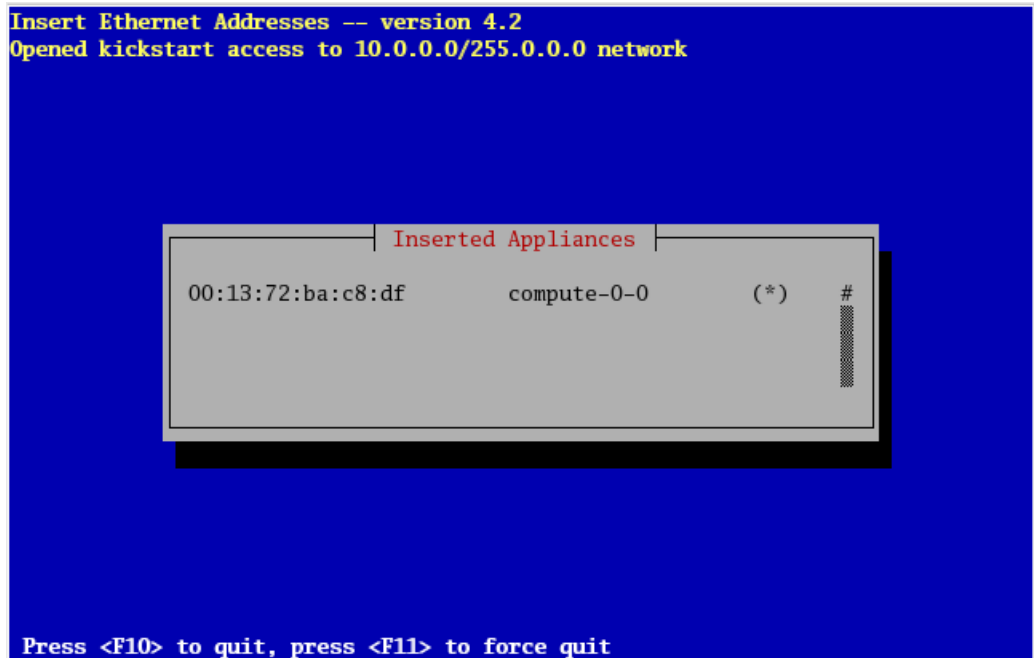 Insert Ethernet Addresses -- version 4.2
Opened kickstart access to 10.0.0.0/255.0.0.0 network
Inserted Appliances
00:13:72:ba:c8:df compute-0-0 (*) #
Press <F10> to quit, press <F11> to force quit